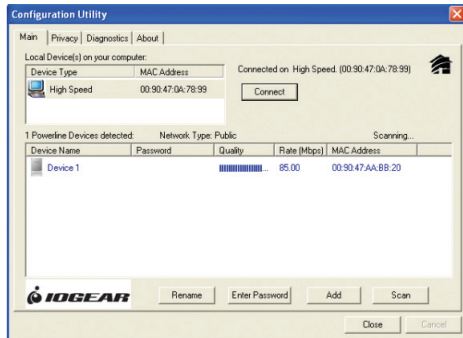 Configuration Utility
Main Privacy Diagnostics About
Local Device(s) on your computer:
Device Type MAC Address
High Speed 00:90:47:0A:78:99
Connected on High Speed. (00:90:47:0A:78:99)
Connect
1 Powerline Devices detected: Network Type: Public Scanning...
Device Name Password Quality Rate (Mbps) MAC Address
Device 1 85.00 00:90:47:AA:BB:20
IOGEAR
Rename Enter Password Add Scan
Close Cancel